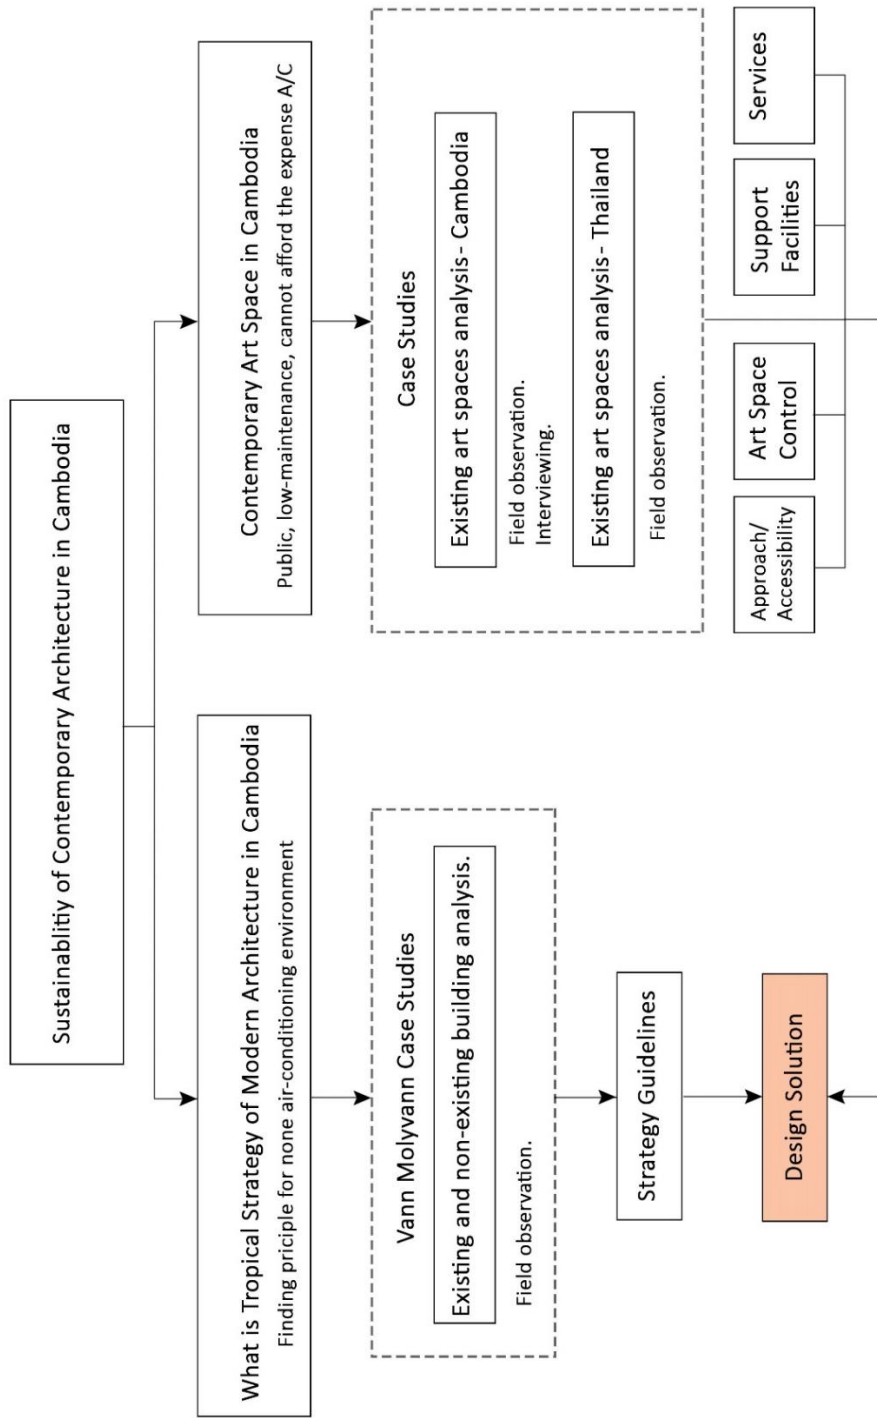 Sustainablitiy of Contemporary Architecture in Cambodia
What is Tropical Strategy of Modern Architecture in Cambodia
Finding priciple for none air-conditioning environment
Contemporary Art Space in Cambodia
Public, low-maintenance, cannot afford the expense A/C
Vann Molyvann Case Studies
Existing and non-existing building analysis.
Field observation.
Case Studies
Existing art spaces analysis- Cambodia
Field observation.
Interviewing.
Existing art spaces analysis- Thailand
Field observation.
Strategy Guidelines
Design Solution
Approach/
Accessibility
Art Space
Control
Support
Facilities
Services